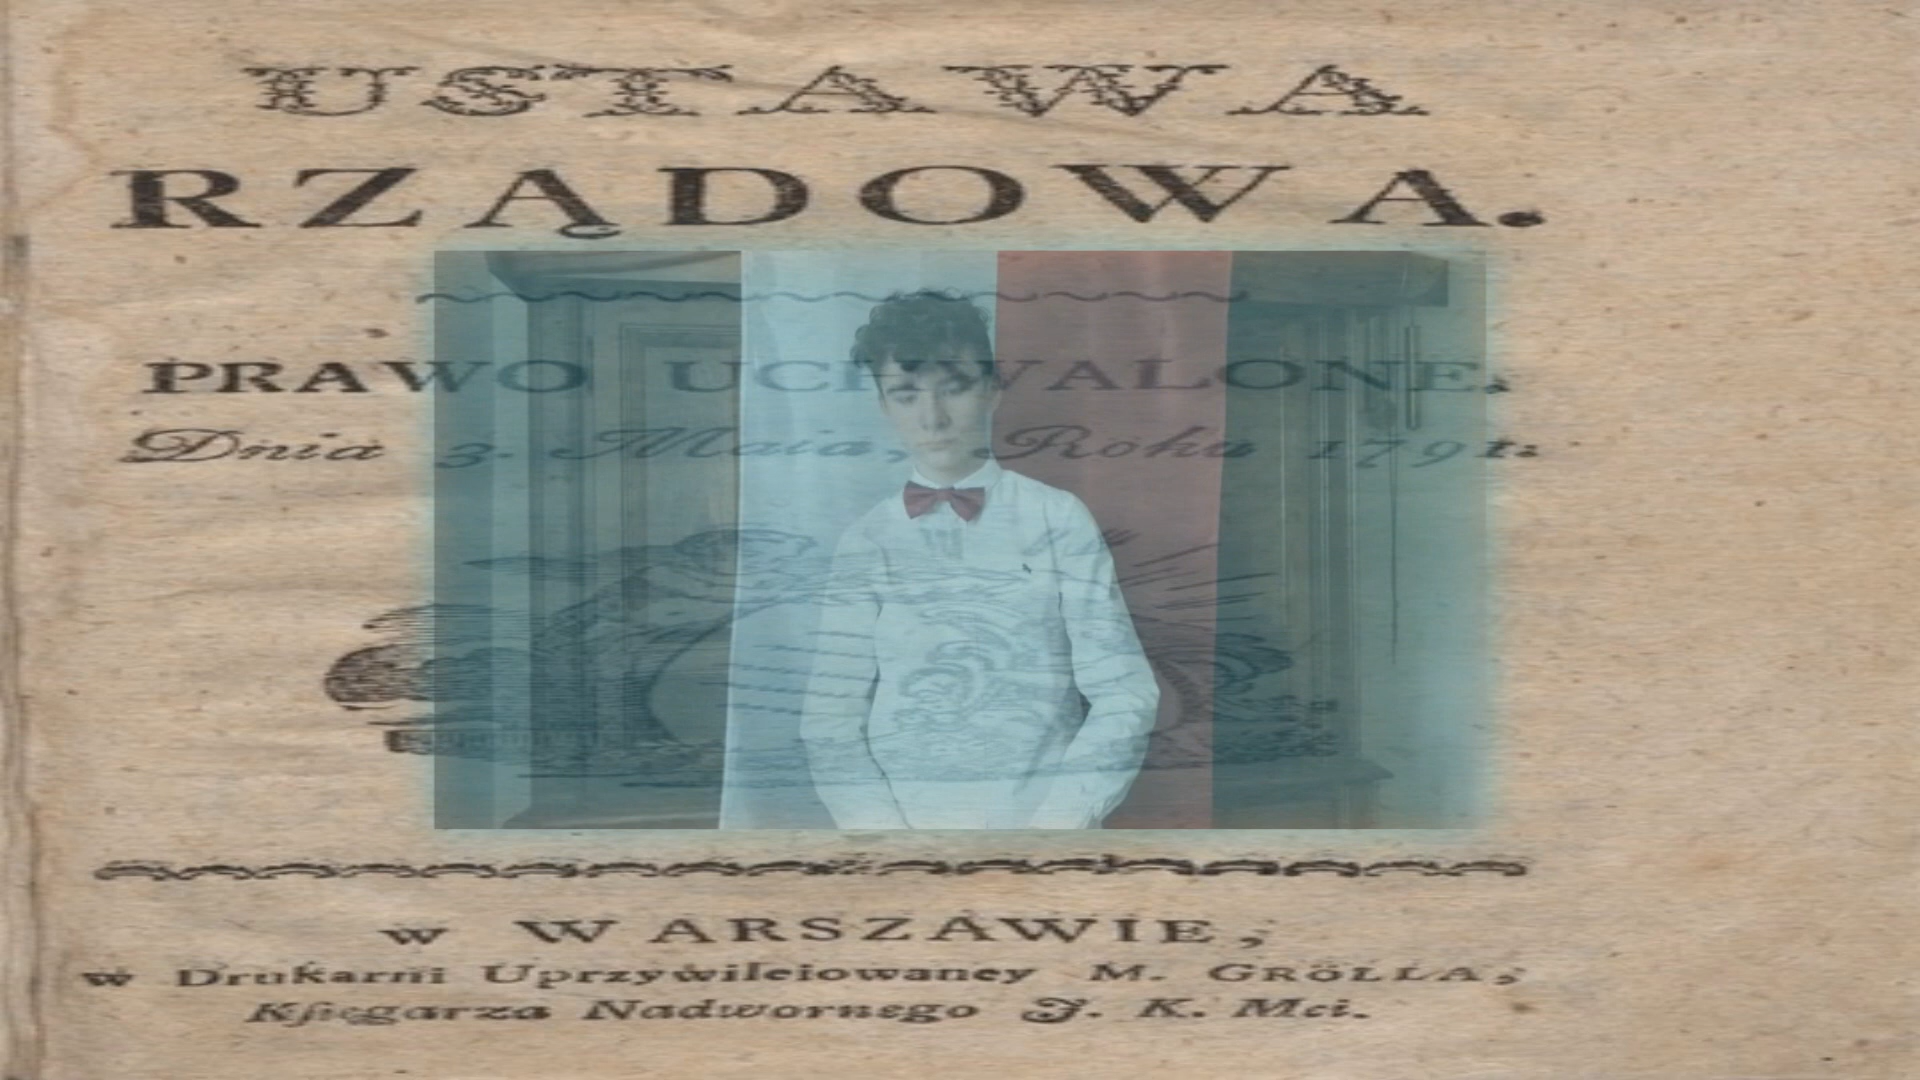 USTAWA
RZĄDOWA.
PRAWO UCHWALONE.
Dnia 3. Maia, Roku 1791.
w WARSZAWIE,
w Drukarni Uprzywileiowaney M. GRÖLLA,
Kſięgarza Nadwornego J. K. Mci.